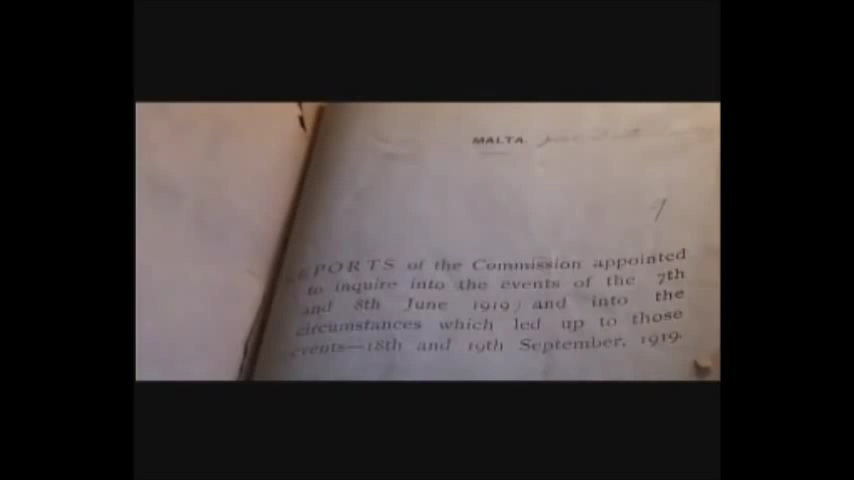 MALTA.
REPORTS of the Commission appointed
to inquire into the events of the 7th
and 8th June 1919, and into the
circumstances which led up to those
events—18th and 19th September, 1919.